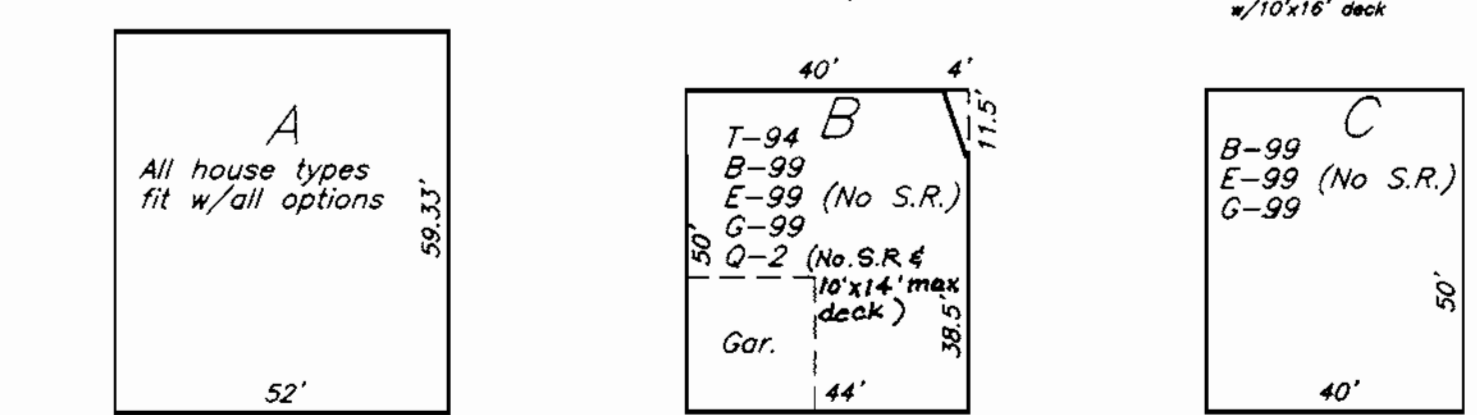 w/10'x16' deck
A
All house types
fit w/all options
59.33'
52'
40'
4'
11.5'
B
T-94
B-99
E-99 (No S.R.)
G-99
Q-2 (No.S.R &
10'x14' max
deck)
50'
38.5'
Gar.
44'
C
B-99
E-99 (No S.R.)
G-99
50'
40'